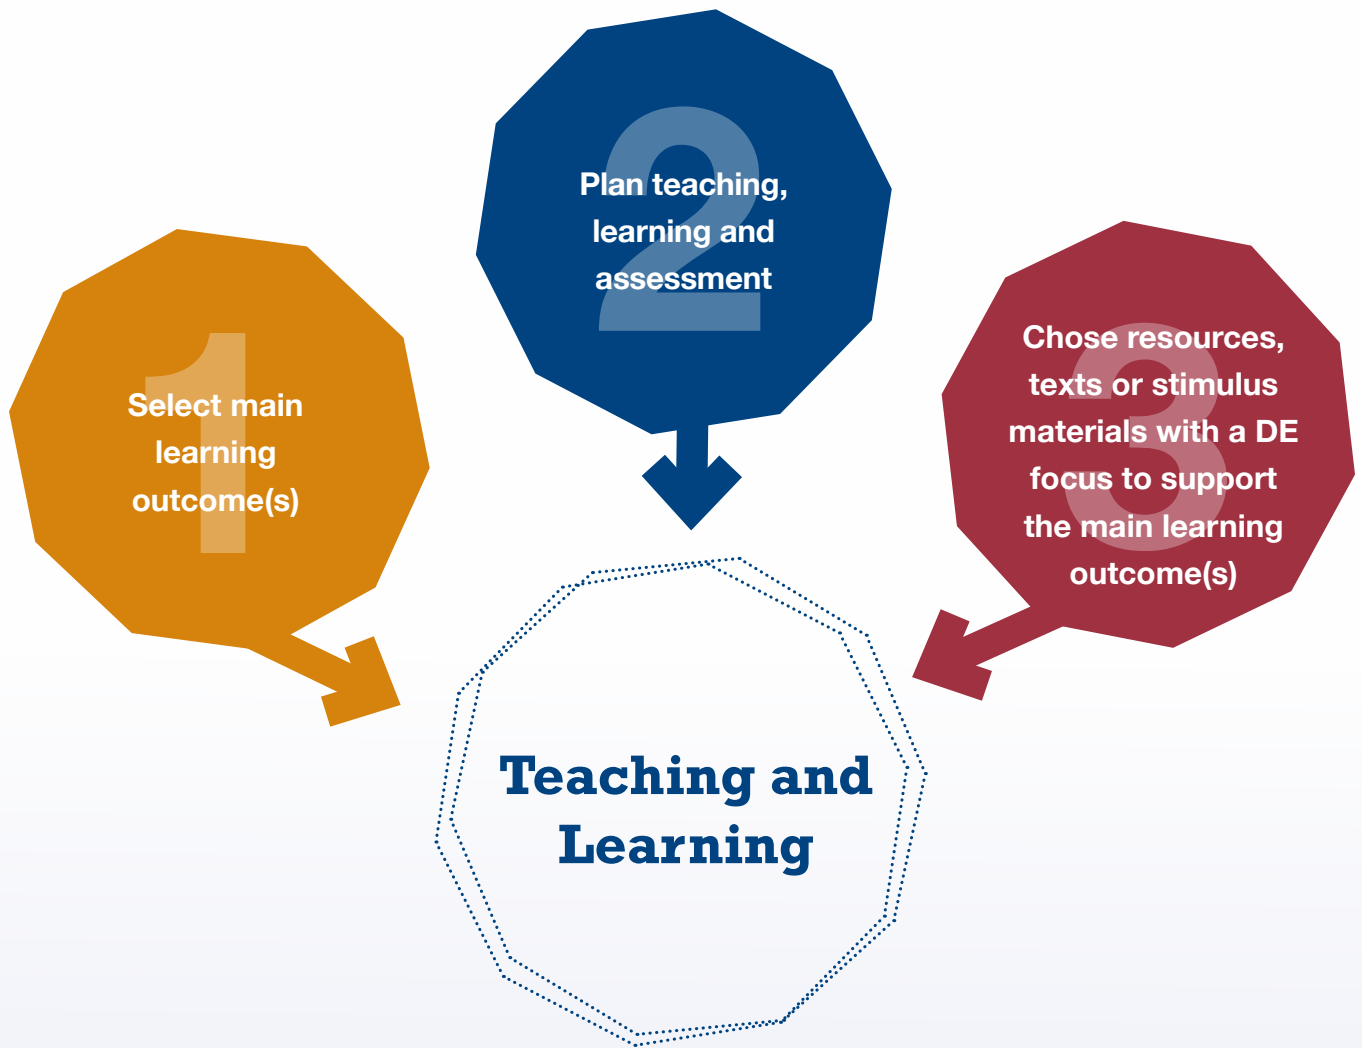 1
Select main
learning
outcome(s)
2
Plan teaching,
learning and
assessment
3
Chose resources,
texts or stimulus
materials with a DE
focus to support
the main learning
outcome(s)
Teaching and
Learning